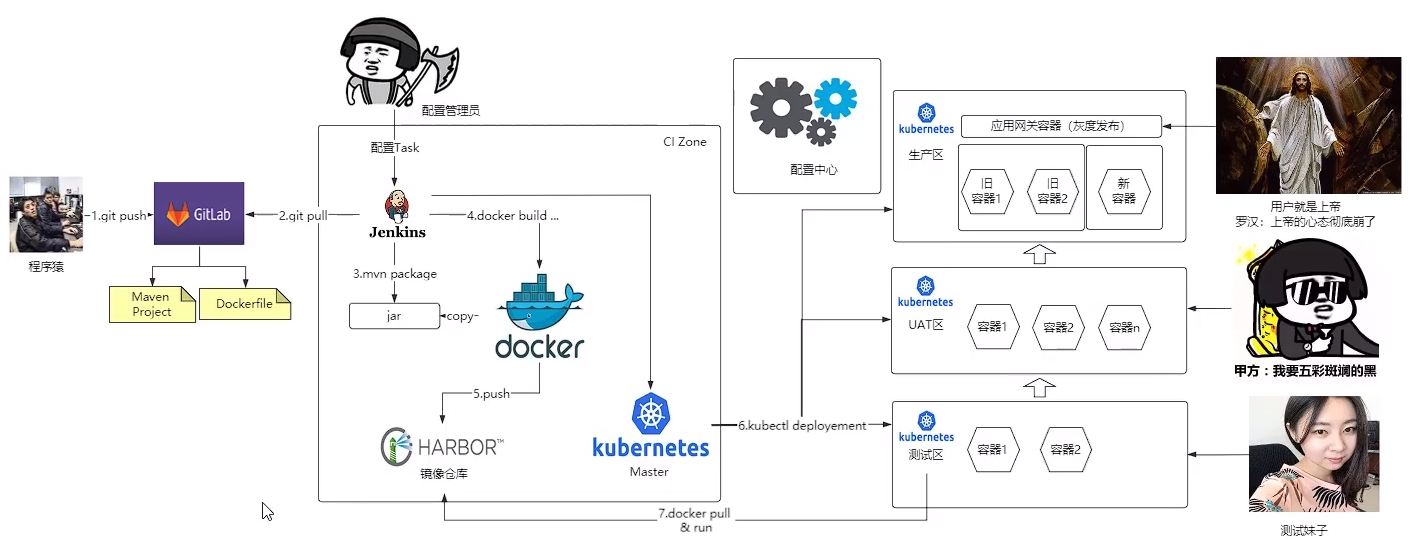 配置管理员
CI Zone
配置Task
程序猿
1.git push
GitLab
2.git pull
Jenkins
4.docker build ...
3.mvn package
Maven
Project
Dockerfile
jar
copy
docker
5.push
HARBOR™
镜像仓库
kubernetes
Master
6.kubectl deployement
7.docker pull
& run
配置中心
kubernetes
生产区
应用网关容器（灰度发布）
旧
容器1
旧
容器2
新
容器
kubernetes
UAT区
容器1
容器2
容器n
kubernetes
测试区
容器1
容器2
用户就是上帝
罗汉：上帝的心态彻底崩了
甲方：我要五彩斑斓的黑
测试妹子